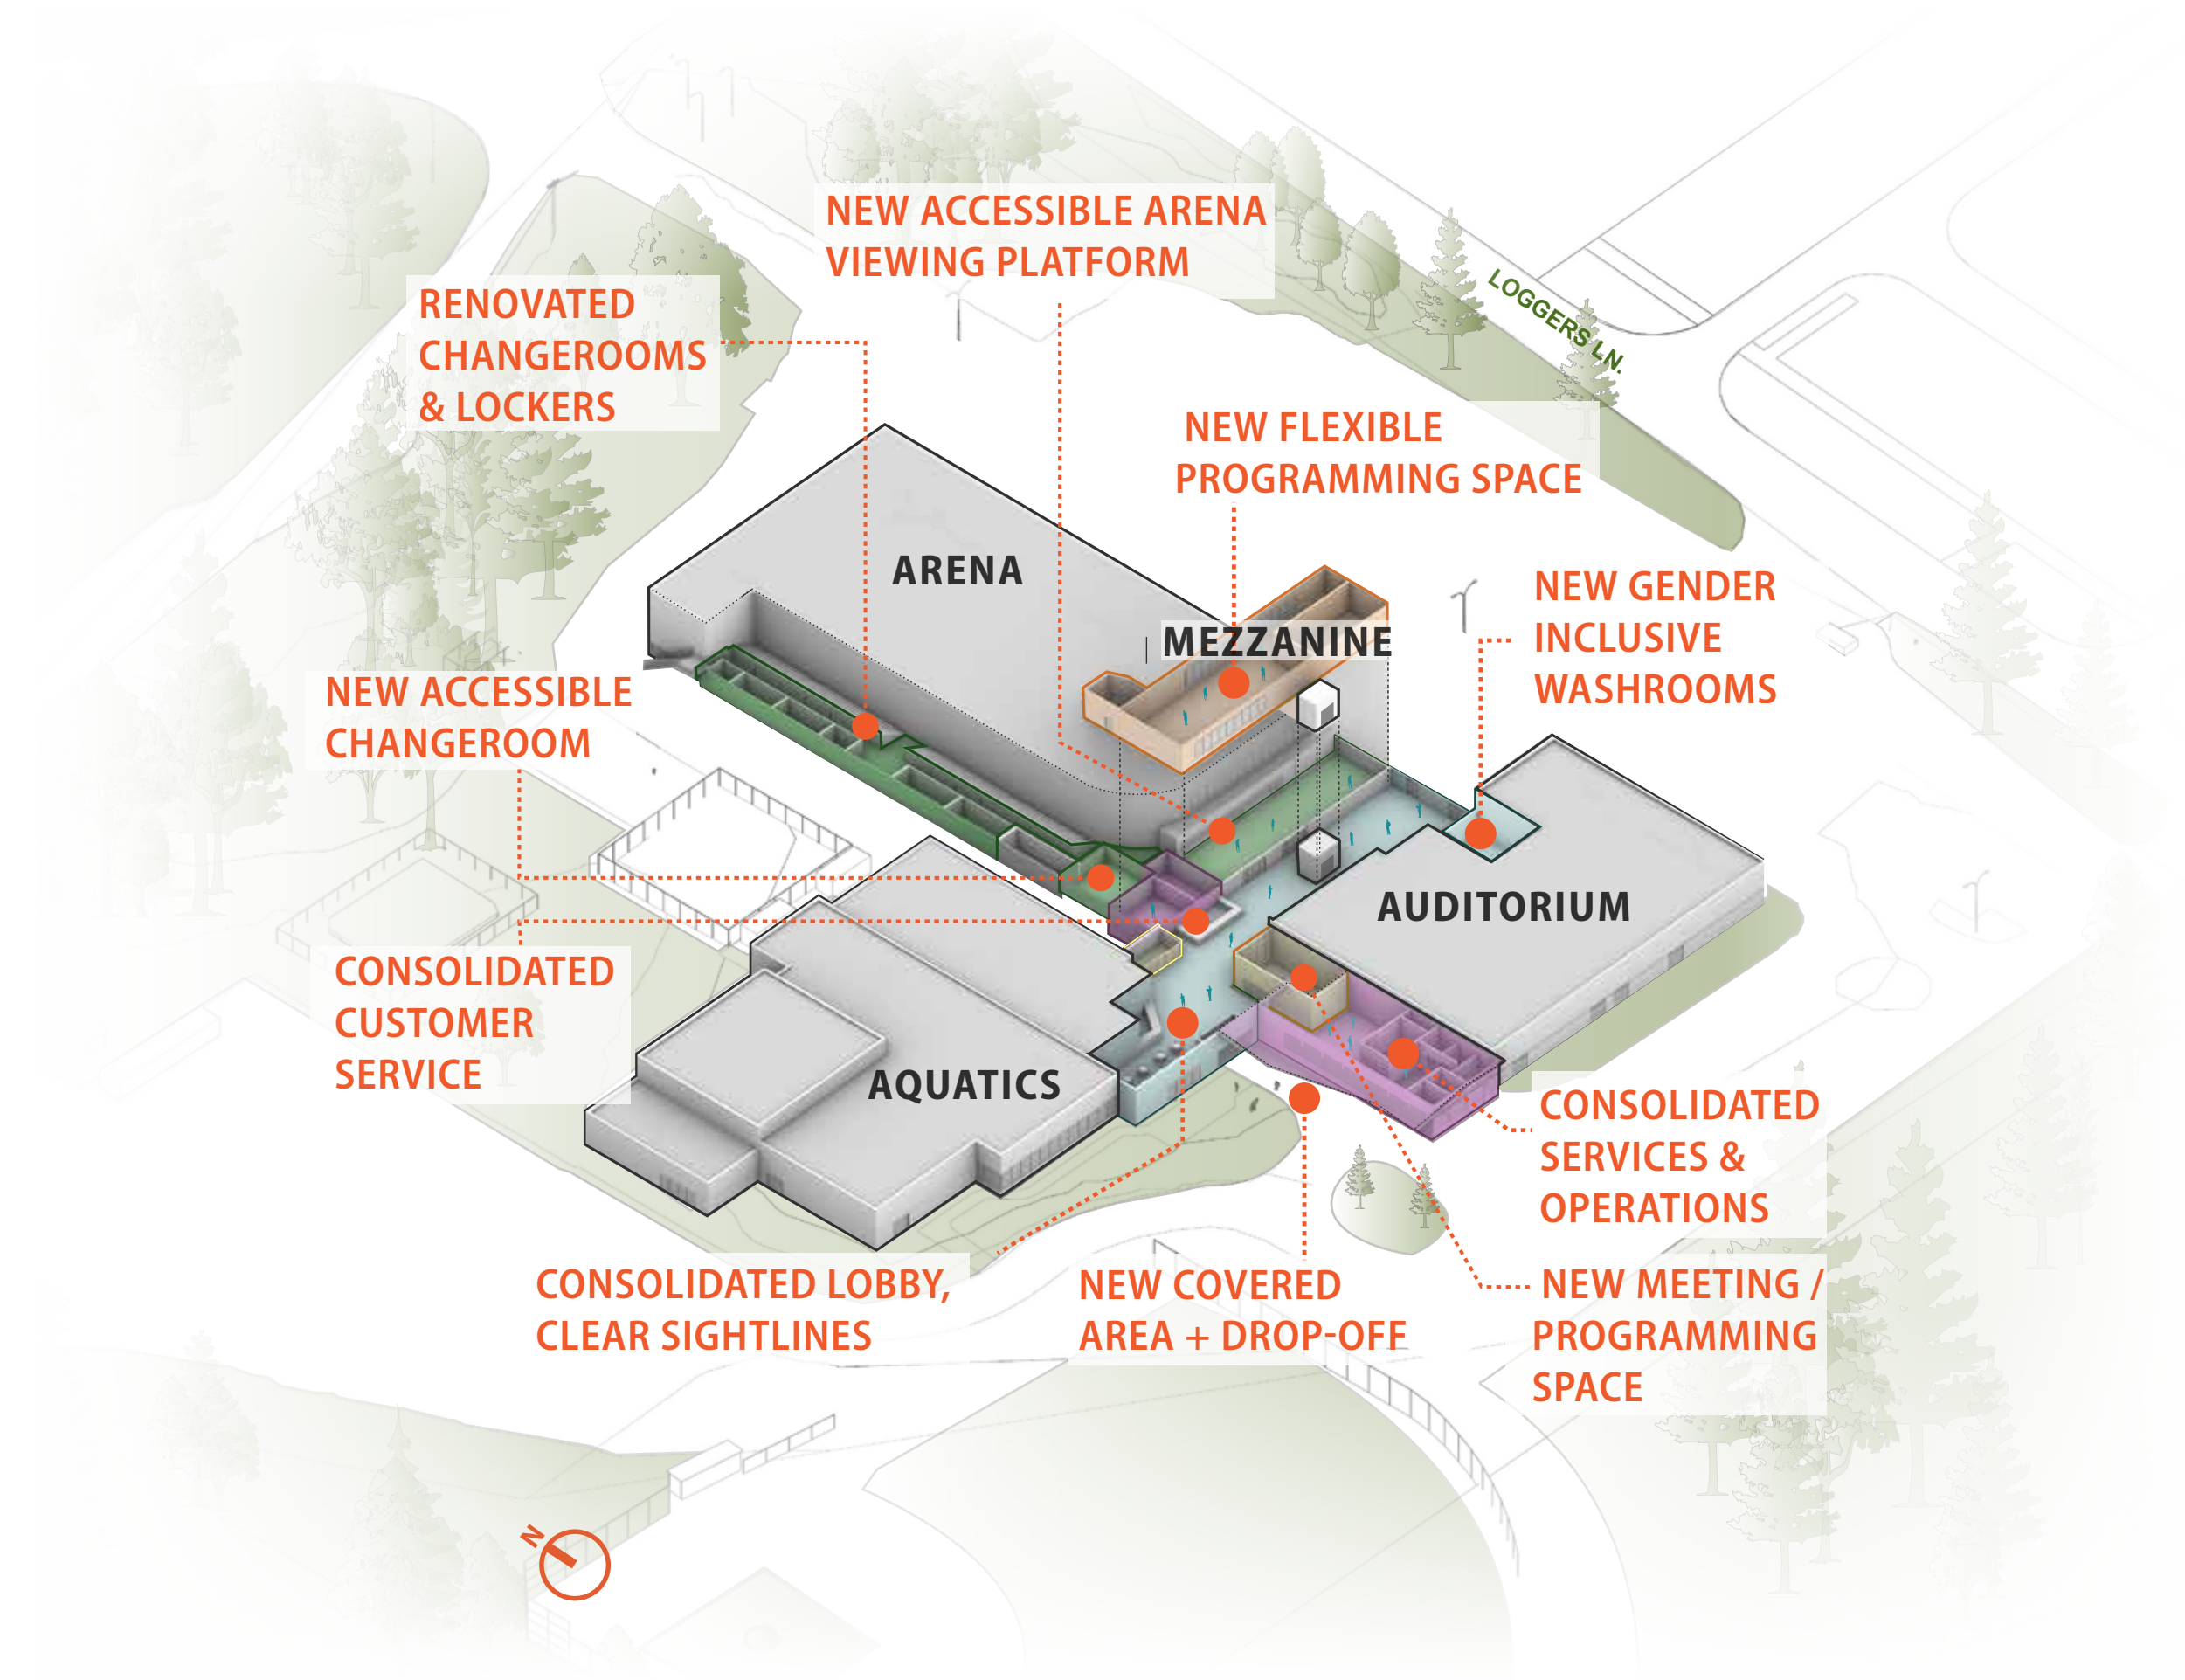 NEW ACCESSIBLE ARENA
VIEWING PLATFORM
RENOVATED
CHANGEROOMS
& LOCKERS
LOGGERS LN.
NEW FLEXIBLE
PROGRAMMING SPACE
ARENA
MEZZANINE
NEW GENDER
INCLUSIVE
WASHROOMS
NEW ACCESSIBLE
CHANGEROOM
AUDITORIUM
CONSOLIDATED
CUSTOMER
SERVICE
AQUATICS
CONSOLIDATED
SERVICES &
OPERATIONS
CONSOLIDATED LOBBY,
CLEAR SIGHTLINES
NEW COVERED
AREA + DROP-OFF
NEW MEETING /
PROGRAMMING
SPACE
N